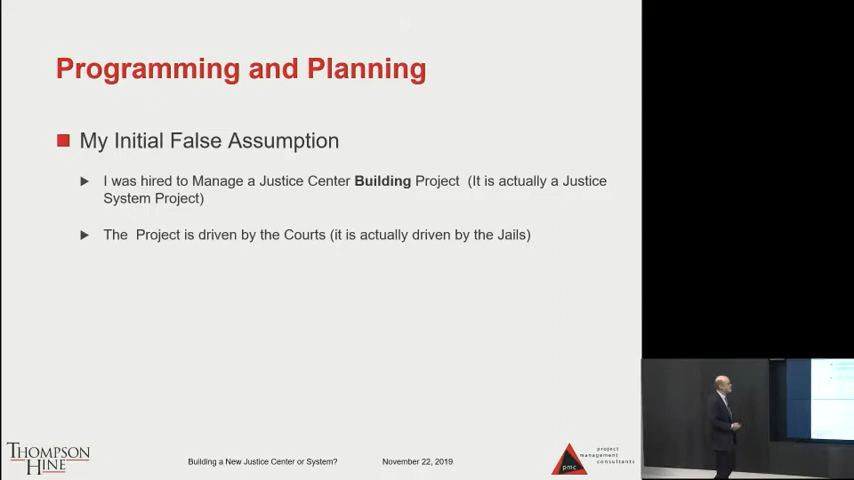 Programming and Planning
My Initial False Assumption
I was hired to Manage a Justice Center Building Project (It is actually a Justice
System Project)
The Project is driven by the Courts (it is actually driven by the Jails)
THOMPSON
HINE
Building a New Justice Center or System?
November 22, 2019
pmc
project
management
consultants